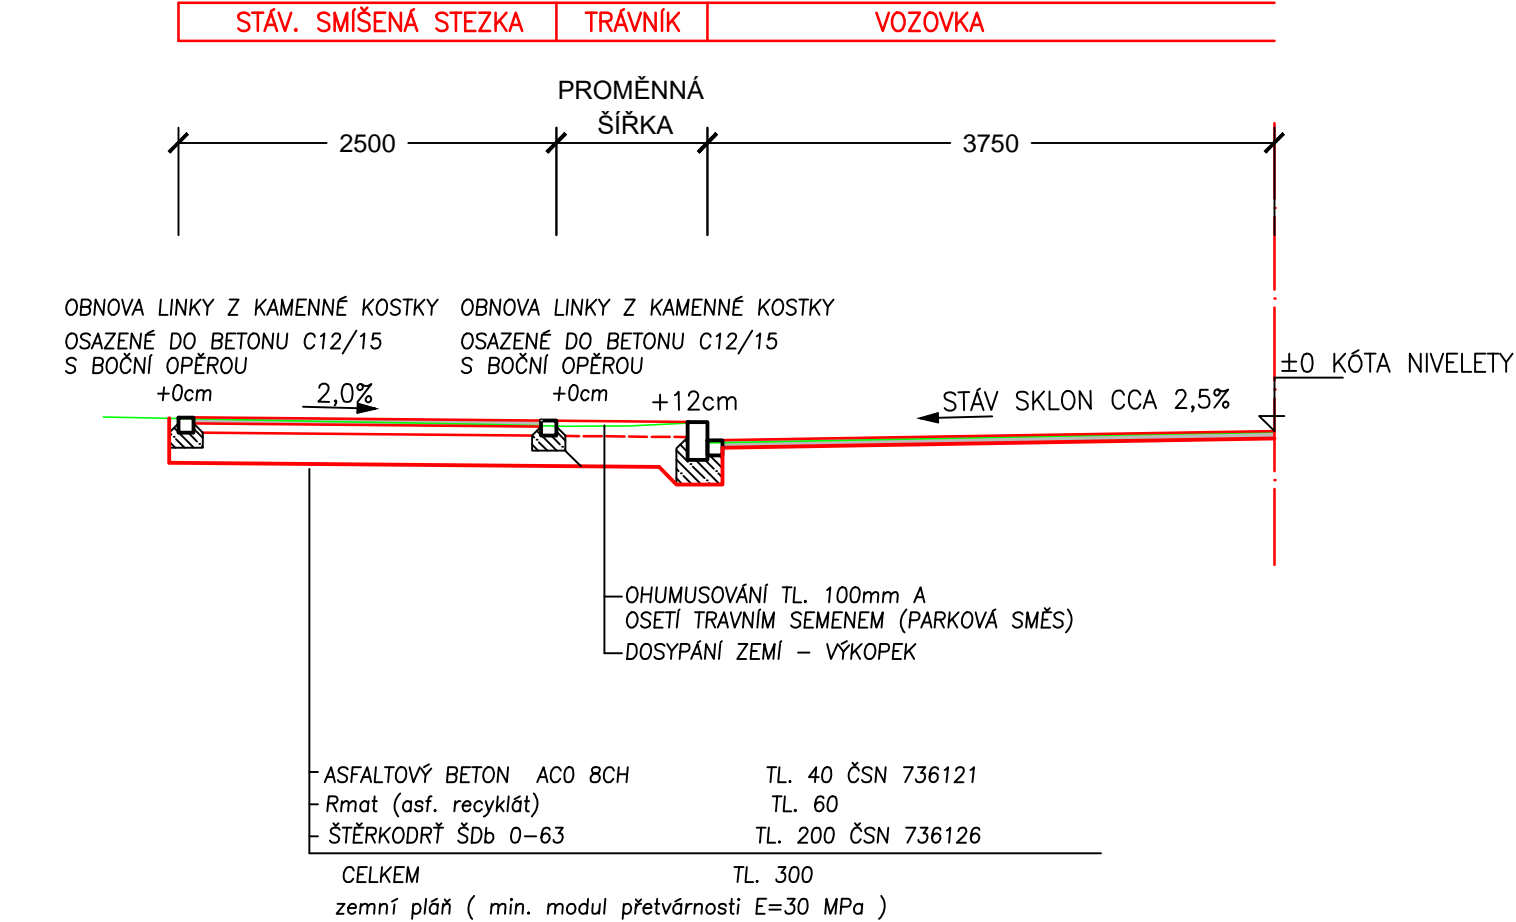 STÁV. SMÍŠENÁ STEZKA TRÁVNÍK VOZOVKA
PROMĚNNÁ
ŠÍŘKA
2500 3750
OBNOVA LINKY Z KAMENNÉ KOSTKY OBNOVA LINKY Z KAMENNÉ KOSTKY
OSAZENÉ DO BETONU C12/15 OSAZENÉ DO BETONU C12/15
S BOČNÍ OPĚROU S BOČNÍ OPĚROU
±0 KÓTA NIVELETY
+0cm 2,0% +0cm +12cm STÁV SKLON CCA 2,5%
OHUMUSOVÁNÍ TL. 100mm A
OSETÍ TRAVNÍM SEMENEM (PARKOVÁ SMĚS)
DOSYPÁNÍ ZEMÍ – VÝKOPEK
ASFALTOVÝ BETON ACO 8CH TL. 40 ČSN 736121
Rmat (asf. recyklát) TL. 60
ŠTĚRKODRŤ ŠDb 0–63 TL. 200 ČSN 736126
CELKEM TL. 300
zemní pláň ( min. modul přetvárnosti E=30 MPa )